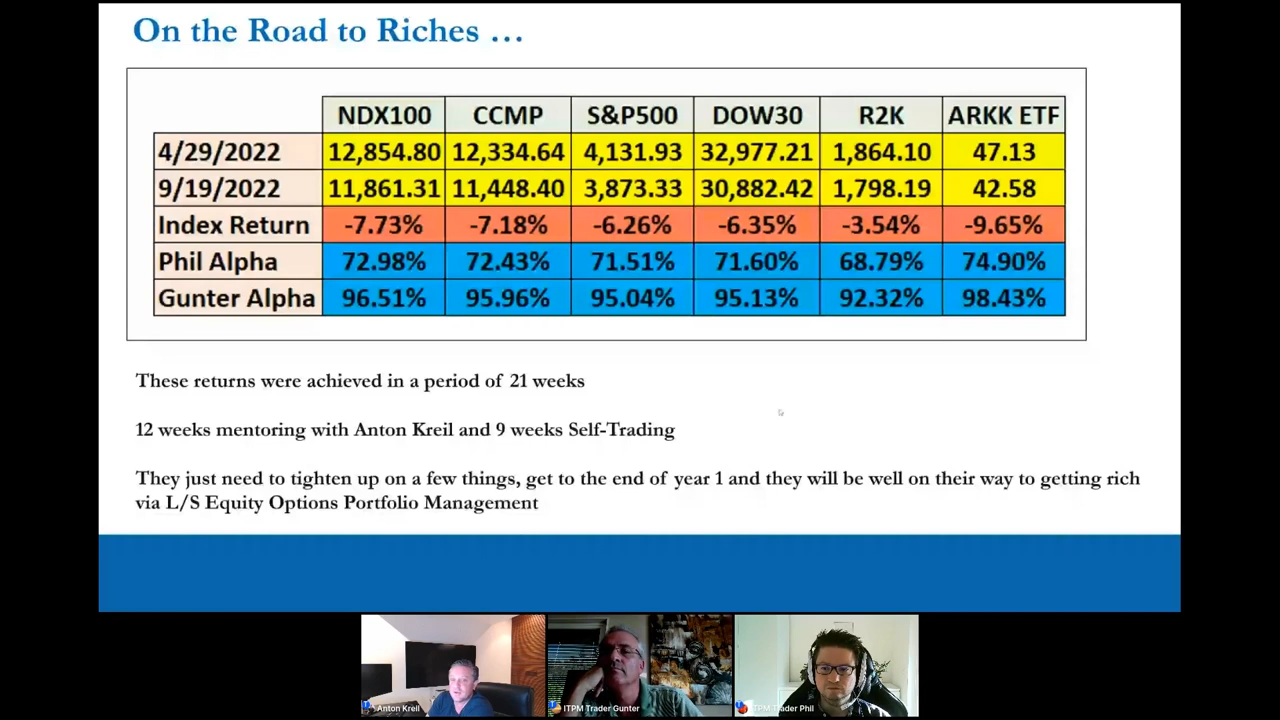 On the Road to Riches ...
NDX100 CCMP S&P500 DOW30 R2K ARKK ETF
4/29/2022 12,854.80 12,334.64 4,131.93 32,977.21 1,864.10 47.13
9/19/2022 11,861.31 11,448.40 3,873.33 30,882.42 1,798.19 42.58
Index Return -7.73% -7.18% -6.26% -6.35% -3.54% -9.65%
Phil Alpha 72.98% 72.43% 71.51% 71.60% 68.79% 74.90%
Gunter Alpha 96.51% 95.96% 95.04% 95.13% 92.32% 98.43%
These returns were achieved in a period of 21 weeks
12 weeks mentoring with Anton Kreil and 9 weeks Self-Trading
They just need to tighten up on a few things, get to the end of year 1 and they will be well on their way to getting rich
via L/S Equity Options Portfolio Management
Anton Kreil
ITPM Trader Gunter
ITPM Trader Phil